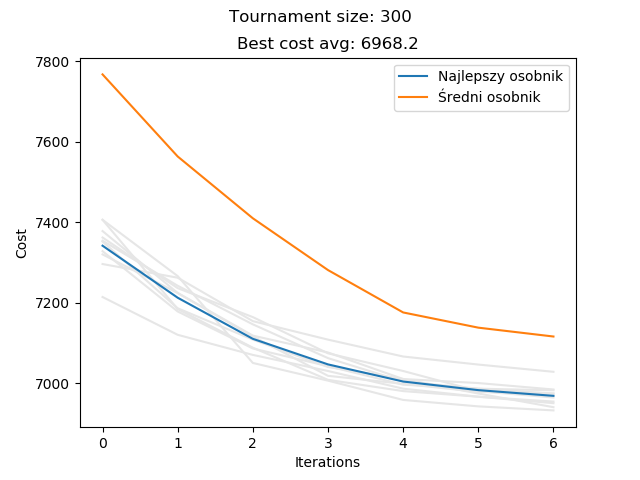 Tournament size: 300
Best cost avg: 6968.2
Najlepszy osobnik
Średni osobnik
7800
7600
7400
7200
7000
Cost
0 1 2 3 4 5 6
Iterations